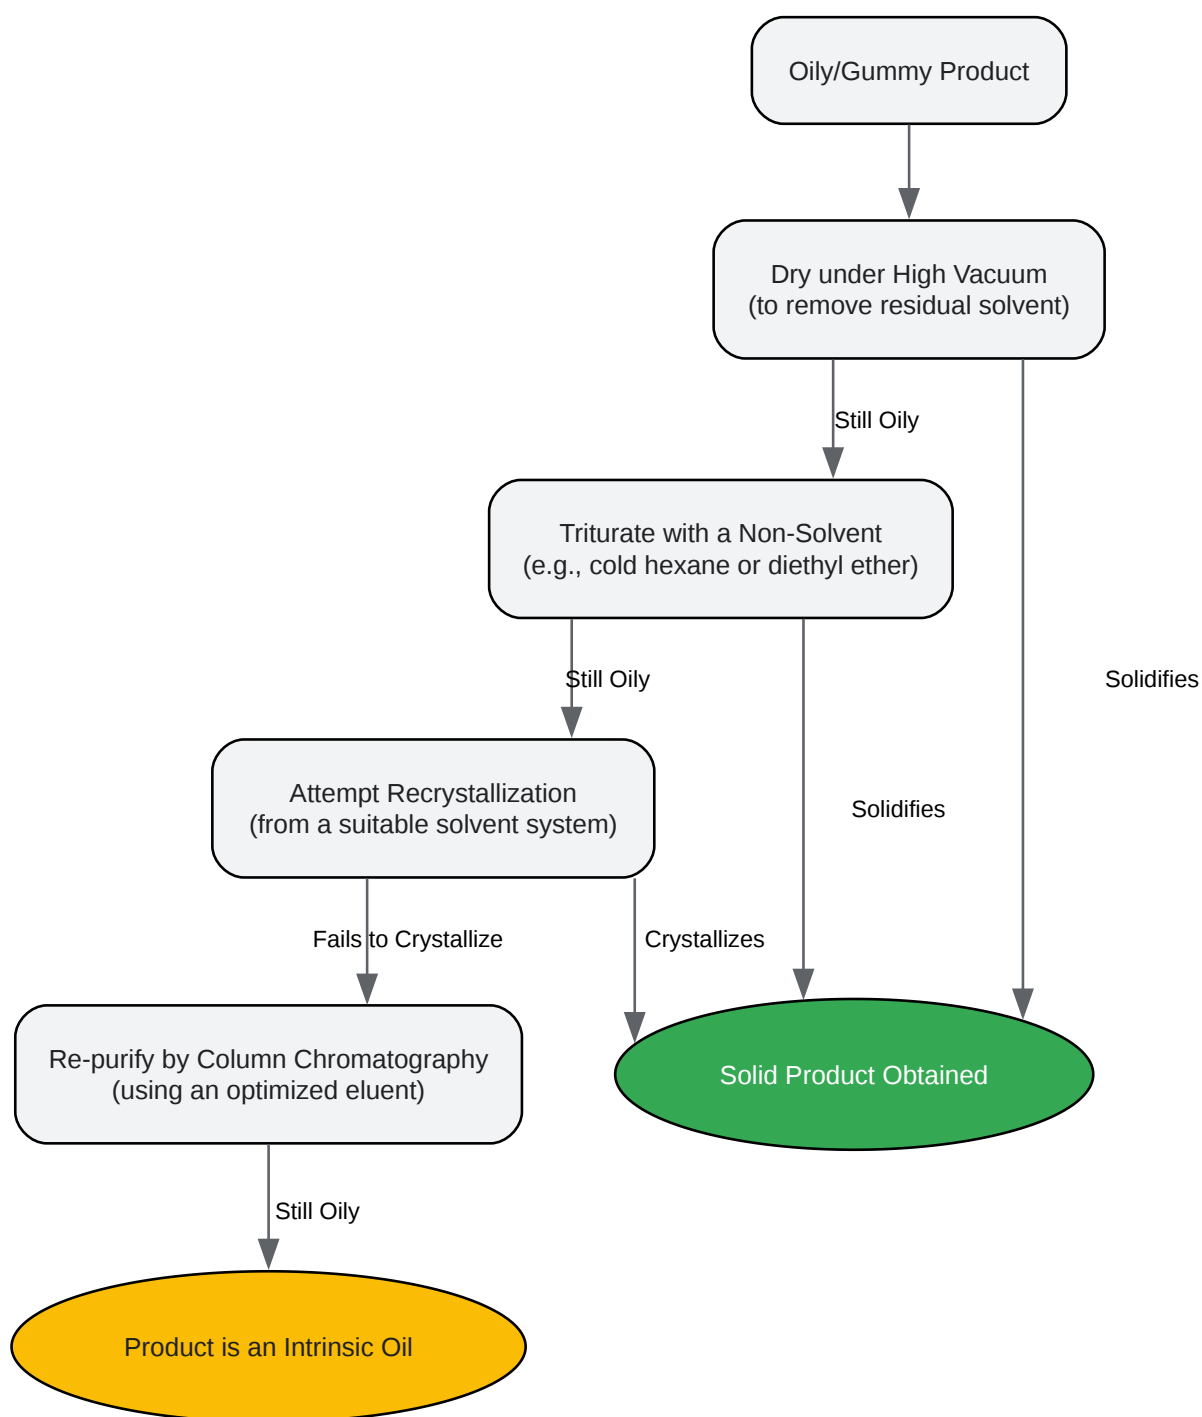 Oily/Gummy Product
Dry under High Vacuum
(to remove residual solvent)
Still Oily
Triturate with a Non-Solvent
(e.g., cold hexane or diethyl ether)
Still Oily
Solidifies
Attempt Recrystallization
(from a suitable solvent system)
Solidifies
Fails to Crystallize
Crystallizes
Re-purify by Column Chromatography
(using an optimized eluent)
Solid Product Obtained
Still Oily
Product is an Intrinsic Oil